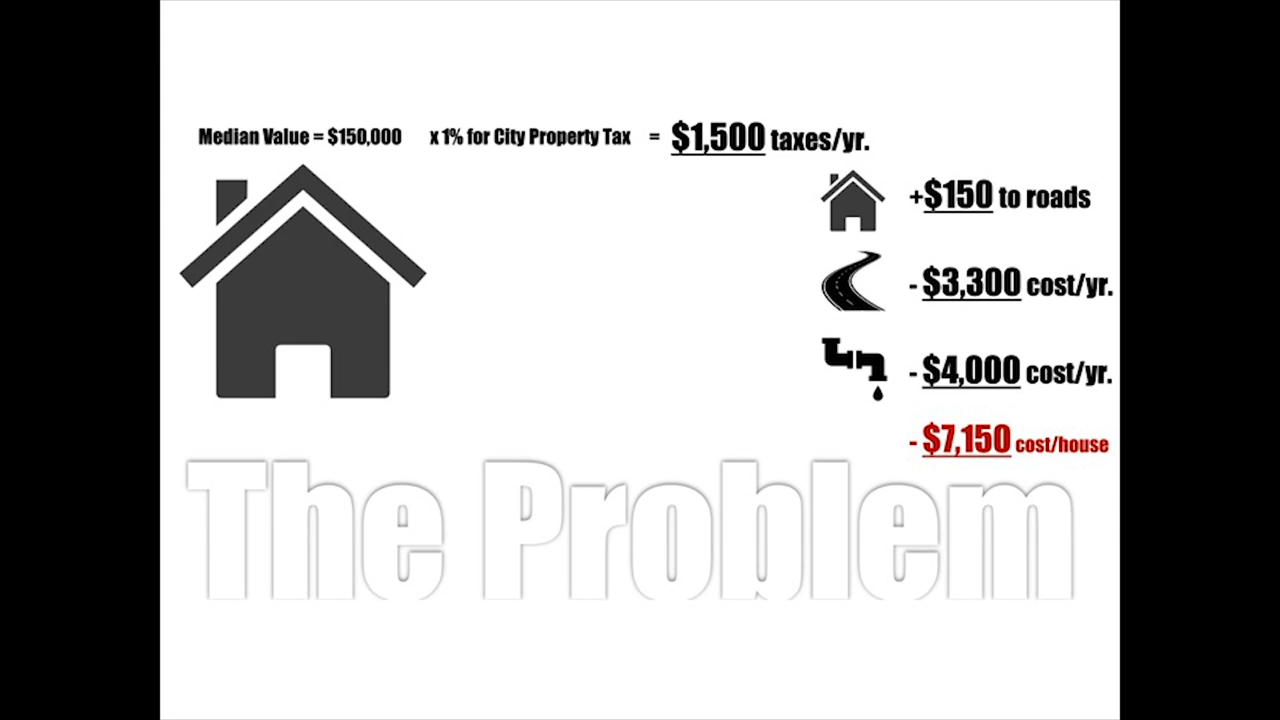 Median Value = $150,000 x 1% for City Property Tax = $1,500 taxes/yr.
+$150 to roads
- $3,300 cost/yr.
- $4,000 cost/yr.
- $7,150 cost/house
The Problem